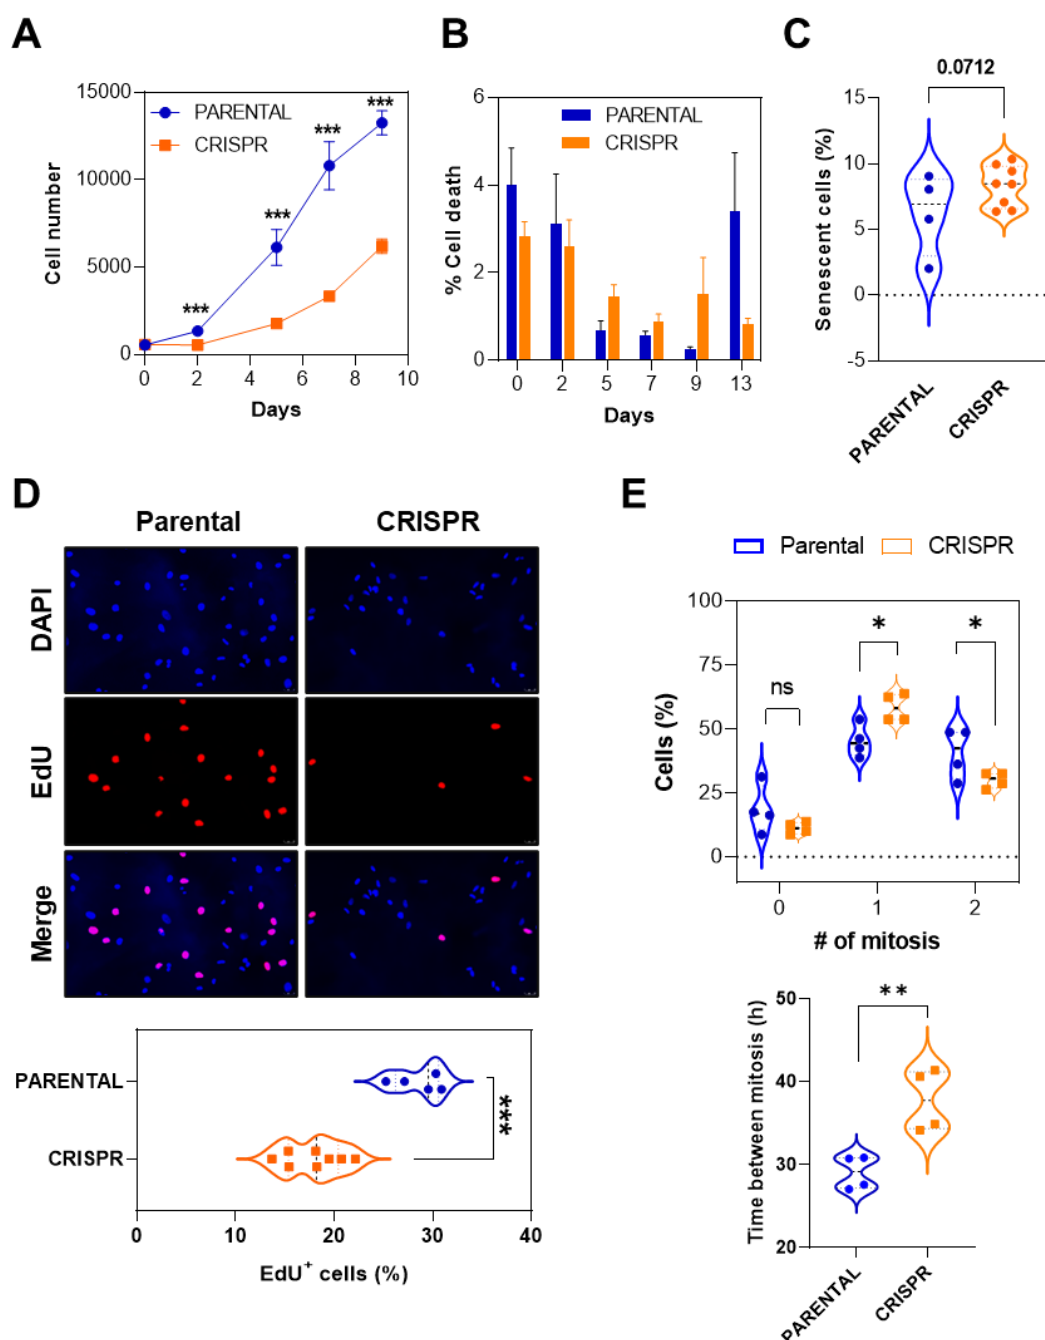 A
15000
10000
5000
0
Cell number
PARENTAL
CRISPR
***
***
***
***
0 2 4 6 8 10
Days
B
6
4
2
0
% Cell death
PARENTAL
CRISPR
0 2 5 7 9 13
Days
C
0.0712
15
10
5
0
-5
Senescent cells (%)
PARENTAL
CRISPR
D
Parental CRISPR
DAPI
EdU
Merge
PARENTAL
CRISPR
***
0 10 20 30 40
EdU+ cells (%)
E
Parental CRISPR
100
75
50
25
0
Cells (%)
ns
*
*
0 1 2
# of mitosis
50
40
30
20
Time between mitosis (h)
**
PARENTAL
CRISPR